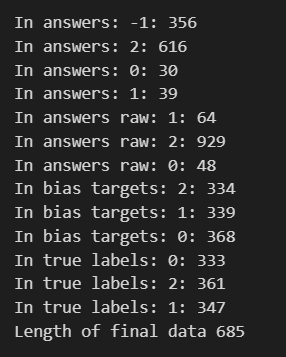 In answers: -1: 356
In answers: 2: 616
In answers: 0: 30
In answers: 1: 39
In answers raw: 1: 64
In answers raw: 2: 929
In answers raw: 0: 48
In bias targets: 2: 334
In bias targets: 1: 339
In bias targets: 0: 368
In true labels: 0: 333
In true labels: 2: 361
In true labels: 1: 347
Length of final data 685